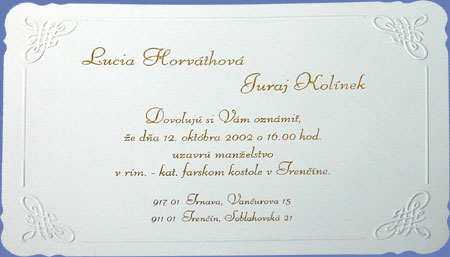 Lucia Horváthová
Juraj Kolínek
Dovoľujú si Vám oznámiť,
že dňa 12. októbra 2002 o 16.00 hod.
uzavrú manželstvo
v rím. - kat. farskom kostole v Trenčíne.
917 01 Trnava, Vančurova 15
911 01 Trenčín, Soblahovská 21